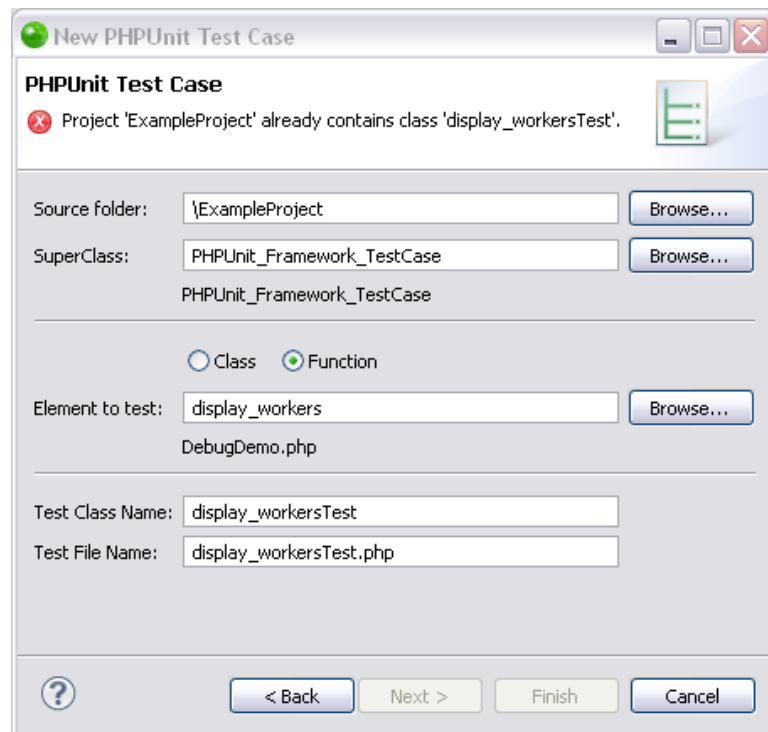 New PHPUnit Test Case
PHPUnit Test Case
Project 'ExampleProject' already contains class 'display_workersTest'.
Source folder: \ExampleProject Browse...
SuperClass: PHPUnit_Framework_TestCase Browse...
PHPUnit_Framework_TestCase
Class Function
Element to test: display_workers Browse...
DebugDemo.php
Test Class Name: display_workersTest
Test File Name: display_workersTest.php
? < Back Next > Finish Cancel